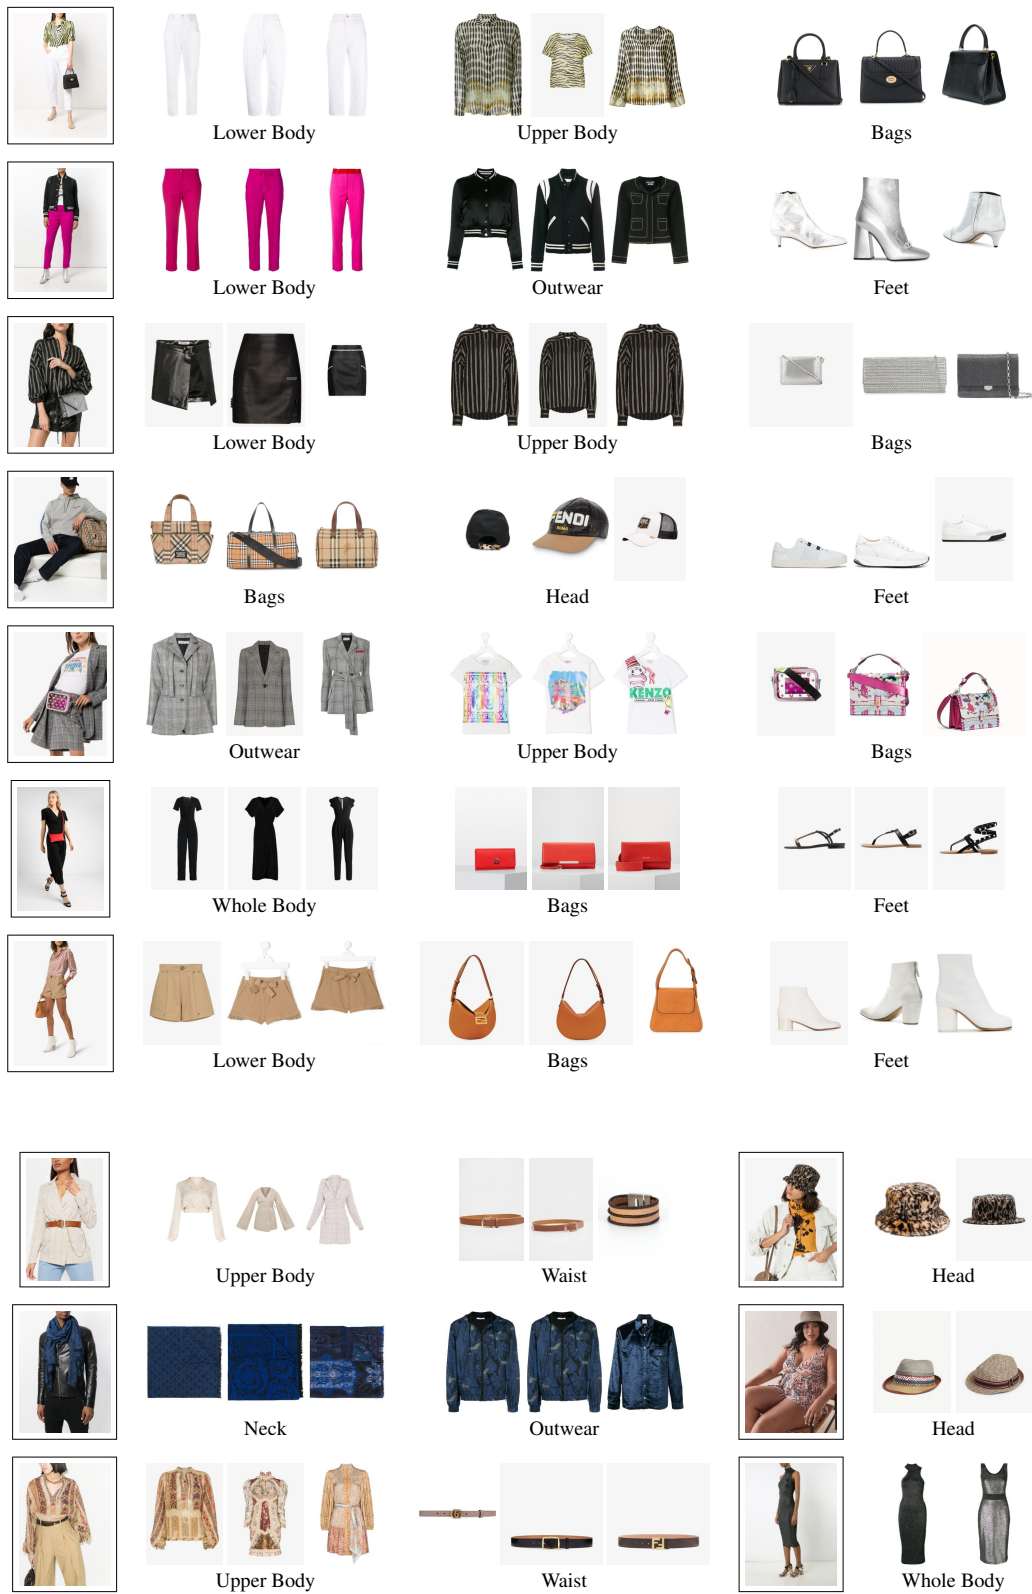 Lower Body
Upper Body
Bags
Lower Body
Outwear
Feet
Lower Body
Upper Body
Bags
FENDI
ROMA
Bags
Head
Feet
KENZO
Outwear
Upper Body
Bags
Whole Body
Bags
Feet
Lower Body
Bags
Feet
Upper Body
Waist
Head
Neck
Outwear
Head
Upper Body
Waist
Whole Body